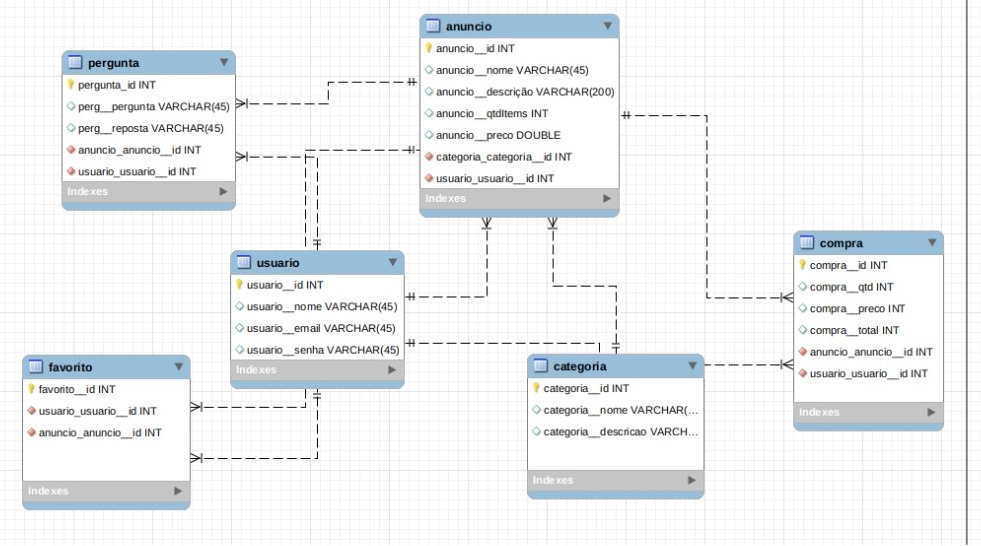 anuncio
anuncio__id INT
anuncio__nome VARCHAR(45)
anuncio__descrição VARCHAR(200)
anuncio__qtdItems INT
anuncio__preco DOUBLE
categoria_categoria__id INT
usuario_usuario__id INT
Indexes
pergunta
pergunta_id INT
perg__pergunta VARCHAR(45)
perg__reposta VARCHAR(45)
anuncio_anuncio__id INT
usuario_usuario__id INT
Indexes
usuario
usuario__id INT
usuario__nome VARCHAR(45)
usuario__email VARCHAR(45)
usuario__senha VARCHAR(45)
Indexes
compra
compra__id INT
compra__qtd INT
compra__preco INT
compra__total INT
anuncio_anuncio__id INT
usuario_usuario__id INT
Indexes
favorito
favorito__id INT
usuario_usuario__id INT
anuncio_anuncio__id INT
Indexes
categoria
categoria__id INT
categoria__nome VARCHAR(...
categoria__descricao VARCH...
Indexes